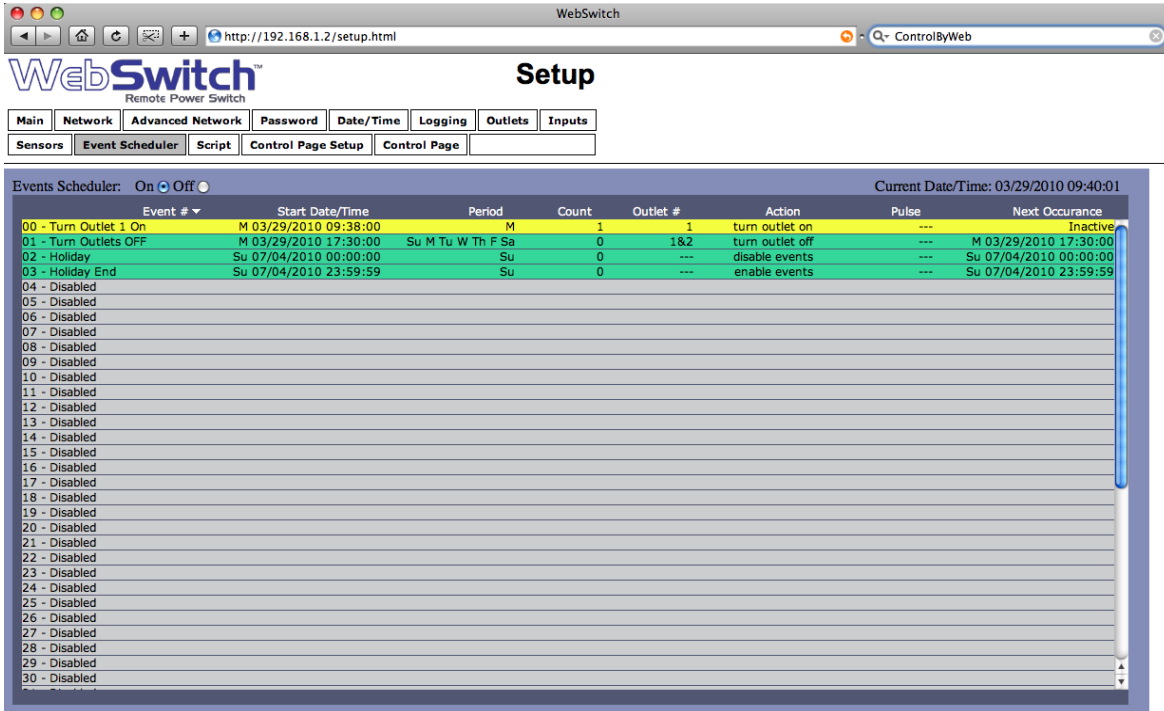 WebSwitch
http://192.168.1.2/setup.html
ControlByWeb
WebSwitch™
Remote Power Switch
Setup
Main Network Advanced Network Password Date/Time Logging Outlets Inputs
Sensors Event Scheduler Script Control Page Setup Control Page
Events Scheduler: On Off Current Date/Time: 03/29/2010 09:40:01
Event # Start Date/Time Period Count Outlet # Action Pulse Next Occurance
00 - Turn Outlet 1 On M 03/29/2010 09:38:00 M 1 1 turn outlet on --- Inactive
01 - Turn Outlets OFF M 03/29/2010 17:30:00 Su M Tu W Th F Sa 0 1&2 turn outlet off --- M 03/29/2010 17:30:00
02 - Holiday Su 07/04/2010 00:00:00 Su 0 --- disable events --- Su 07/04/2010 00:00:00
03 - Holiday End Su 07/04/2010 23:59:59 Su 0 --- enable events --- Su 07/04/2010 23:59:59
04 - Disabled
05 - Disabled
06 - Disabled
07 - Disabled
08 - Disabled
09 - Disabled
10 - Disabled
11 - Disabled
12 - Disabled
13 - Disabled
14 - Disabled
15 - Disabled
16 - Disabled
17 - Disabled
18 - Disabled
19 - Disabled
20 - Disabled
21 - Disabled
22 - Disabled
23 - Disabled
24 - Disabled
25 - Disabled
26 - Disabled
27 - Disabled
28 - Disabled
29 - Disabled
30 - Disabled